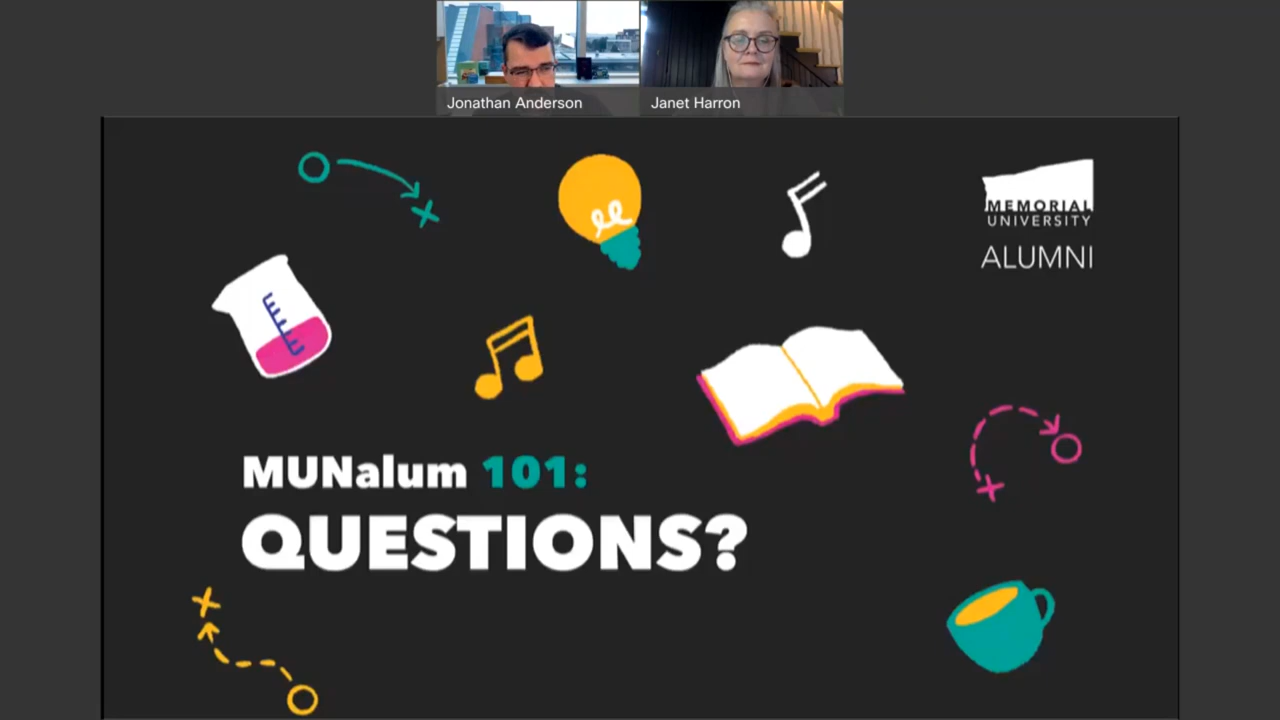 Jonathan Anderson
Janet Harron
MEMORIAL
UNIVERSITY
ALUMNI
MUNalum 101:
QUESTIONS?